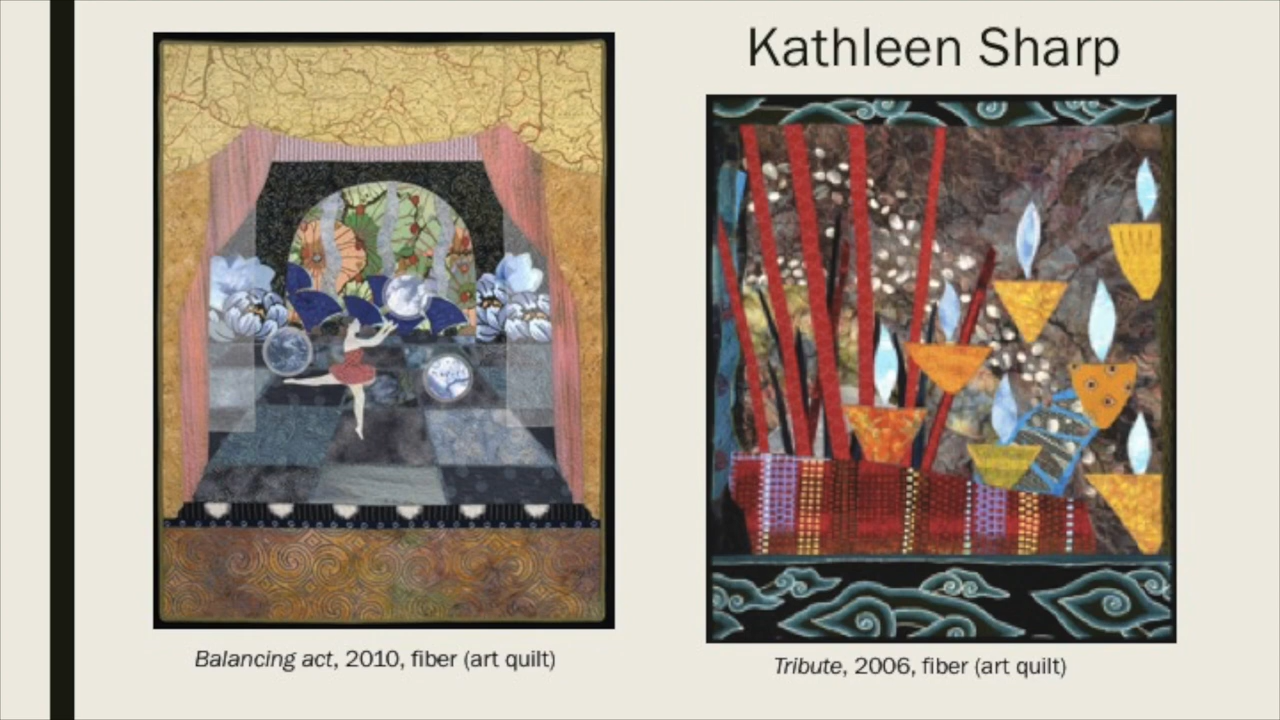 Kathleen Sharp
Balancing act, 2010, fiber (art quilt)
Tribute, 2006, fiber (art quilt)